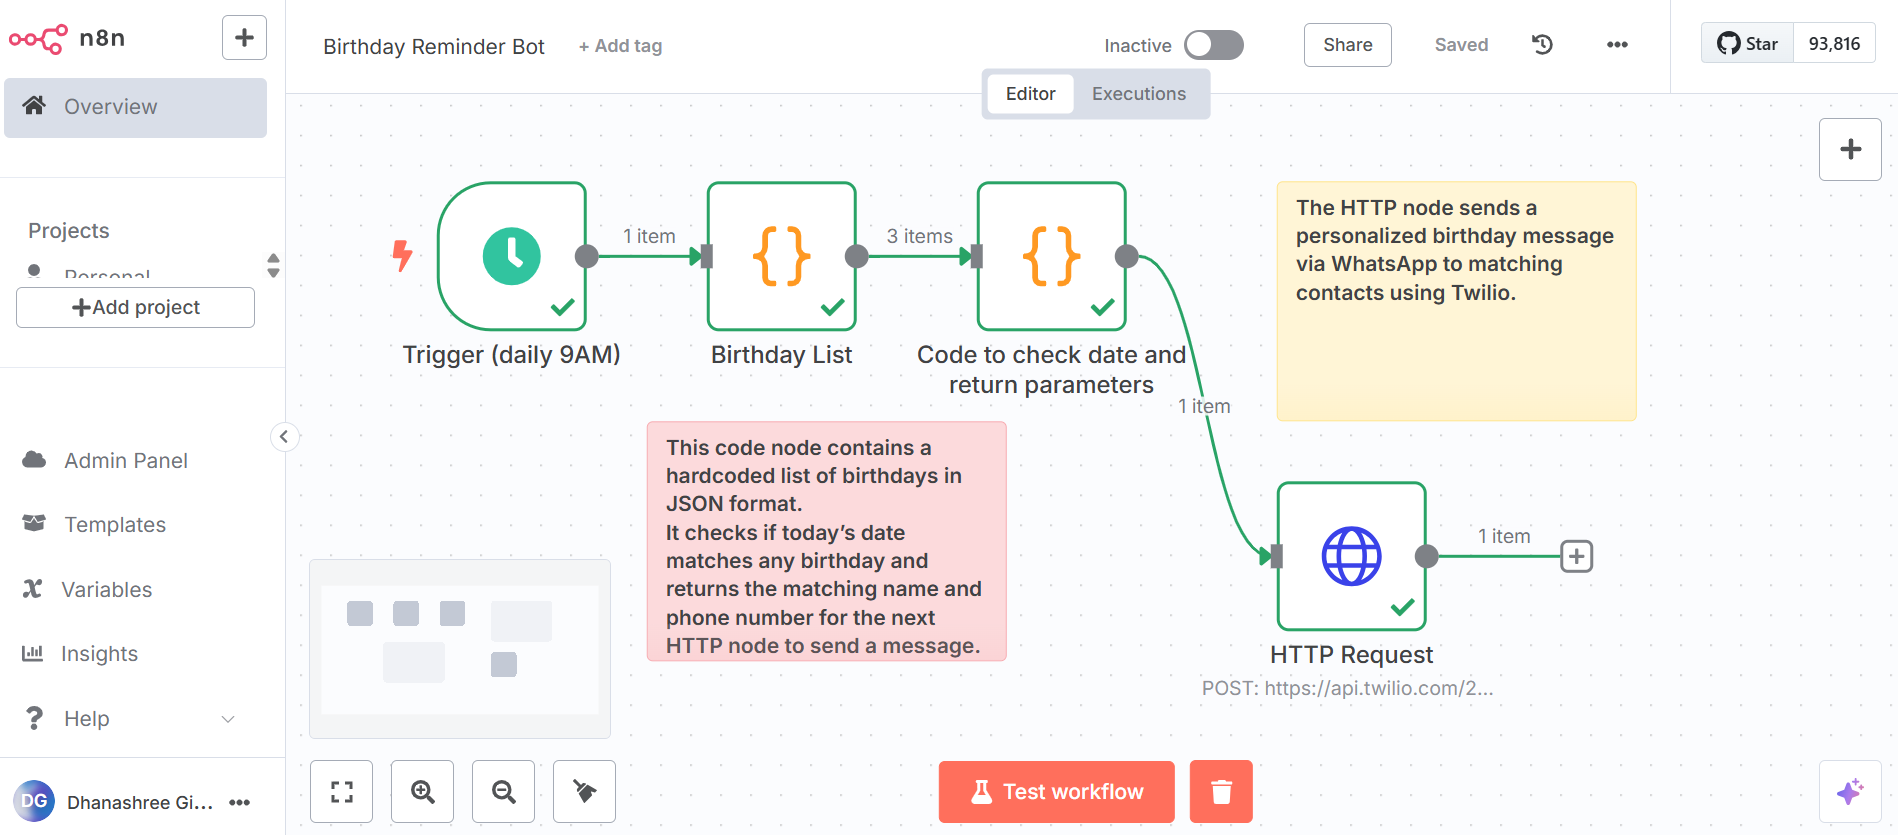 n8n
Overview
Projects
Personal
Add project
Admin Panel
Templates
Variables
Insights
Help
DG
Dhanashree Gi...
Birthday Reminder Bot
+ Add tag
Inactive
Share
Saved
Star
93,816
Editor
Executions
1 item
3 items
Trigger (daily 9AM)
Birthday List
Code to check date and
return parameters
1 item
The HTTP node sends a
personalized birthday message
via WhatsApp to matching
contacts using Twilio.
This code node contains a
hardcoded list of birthdays in
JSON format.
It checks if today’s date
matches any birthday and
returns the matching name and
phone number for the next
HTTP node to send a message.
1 item
HTTP Request
POST: https://api.twilio.com/2...
Test workflow